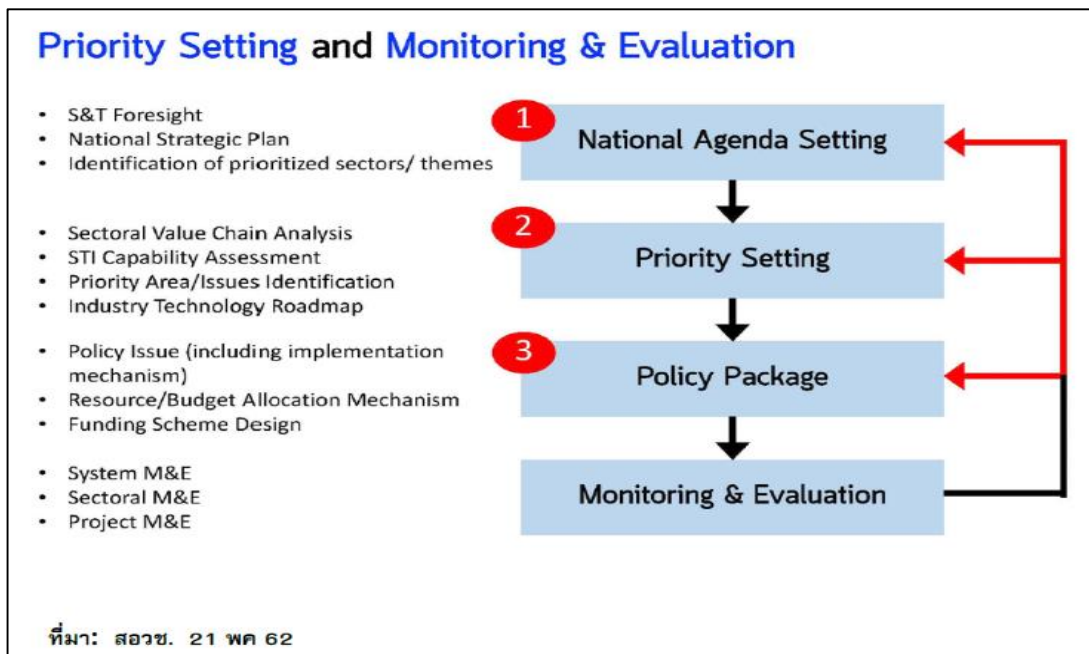 Priority Setting and Monitoring & Evaluation
• S&T Foresight
• National Strategic Plan
• Identification of prioritized sectors/ themes
1
National Agenda Setting
• Sectoral Value Chain Analysis
• STI Capability Assessment
• Priority Area/Issues Identification
• Industry Technology Roadmap
2
Priority Setting
• Policy Issue (including implementation
mechanism)
• Resource/Budget Allocation Mechanism
• Funding Scheme Design
3
Policy Package
• System M&E
• Sectoral M&E
• Project M&E
Monitoring & Evaluation
ที่มา: สอวช. 21 พค 62